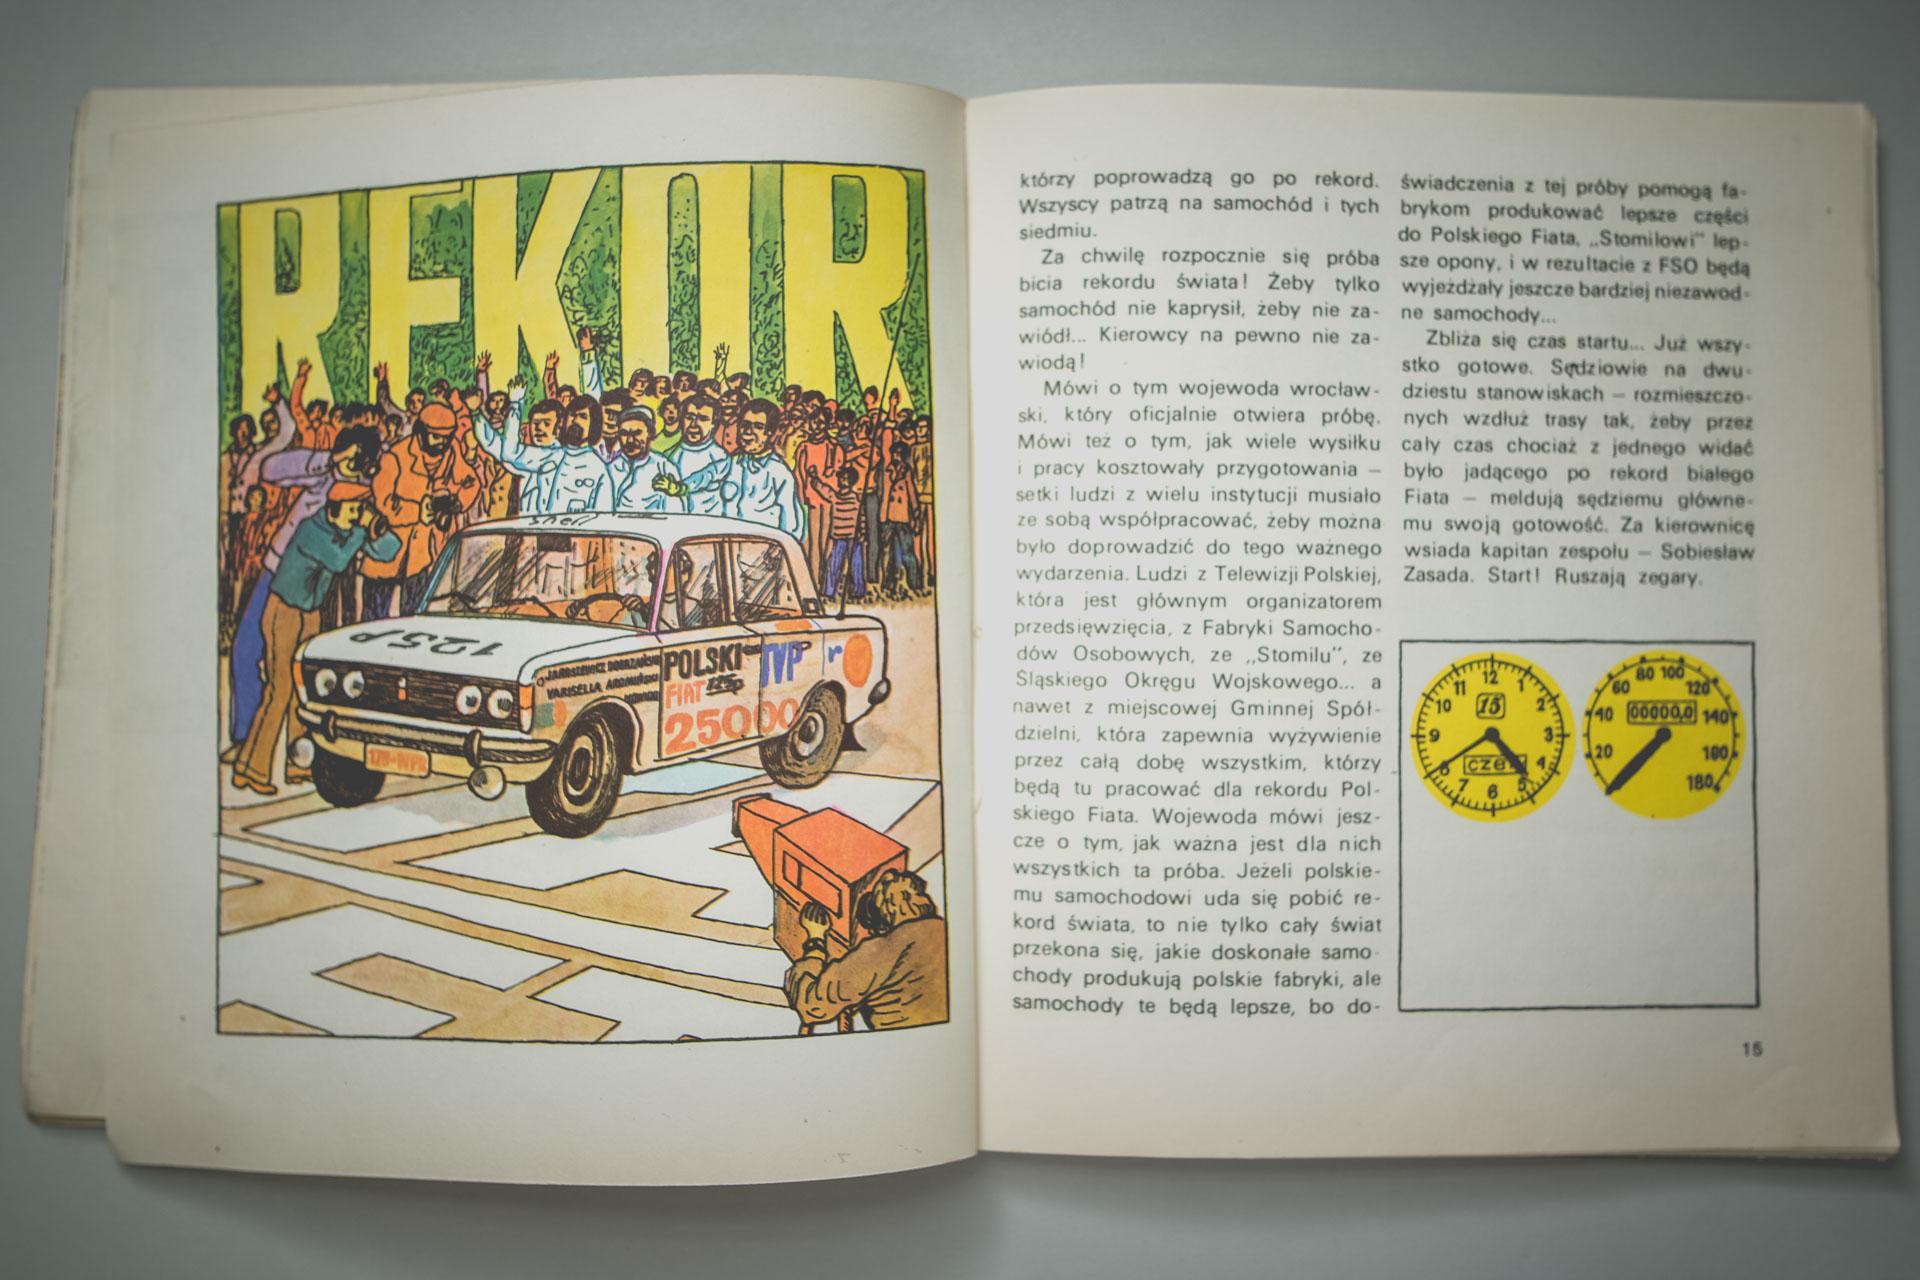 REKOR
shell
125P
JAROSZEWICZ DOBRZAŃSKI
VARISELLA
POLSKI
FIAT 125p
TVP
r
25000
którzy poprowadzą go po rekord.
Wszyscy patrzą na samochód i tych
siedmiu.
Za chwilę rozpocznie się próba
bicia rekordu świata! Żeby tylko
samochód nie kaprysił, żeby nie za-
wiódł... Kierowcy na pewno nie za-
wiodą!
Mówi o tym wojewoda wrocław-
ski, który oficjalnie otwiera próbę.
Mówi też o tym, jak wiele wysiłku
i pracy kosztowały przygotowania —
setki ludzi z wielu instytucji musiało
ze sobą współpracować, żeby można
było doprowadzić do tego ważnego
wydarzenia. Ludzi z Telewizji Polskiej,
która jest głównym organizatorem
przedsięwzięcia, z Fabryki Samocho-
dów Osobowych, ze „Stomilu", ze
Śląskiego Okręgu Wojskowego... a
nawet z miejscowej Gminnej Spół-
dzielni, która zapewnia wyżywienie
przez całą dobę wszystkim, którzy
będą tu pracować dla rekordu Pol-
skiego Fiata. Wojewoda mówi jesz-
cze o tym, jak ważna jest dla nich
wszystkich ta próba. Jeżeli polskie-
mu samochodowi uda się pobić re-
kord świata, to nie tylko cały świat
przekona się, jakie doskonałe samo-
chody produkują polskie fabryki, ale
samochody te będą lepsze, bo do-
świadczenia z tej próby pomogą fa-
brykom produkować lepsze części
do Polskiego Fiata, „Stomilowi" lep-
sze opony, i w rezultacie z FSO będą
wyjeżdżały jeszcze bardziej niezawod-
ne samochody...
Zbliża się czas startu... Już wszy-
stko gotowe. Sędziowie na dwu-
dziestu stanowiskach — rozmieszczo-
nych wzdłuż trasy tak, żeby przez
cały czas chociaż z jednego widać
było jadącego po rekord białego
Fiata — meldują sędziemu główne-
mu swoją gotowość. Za kierownicę
wsiada kapitan zespołu — Sobiesław
Zasada. Start! Ruszają zegary.
12 1 2 3 4 5 6 7 8 9 10 11
15
cze
20 40 60 80 100 120 140 160 180
00000,0
15